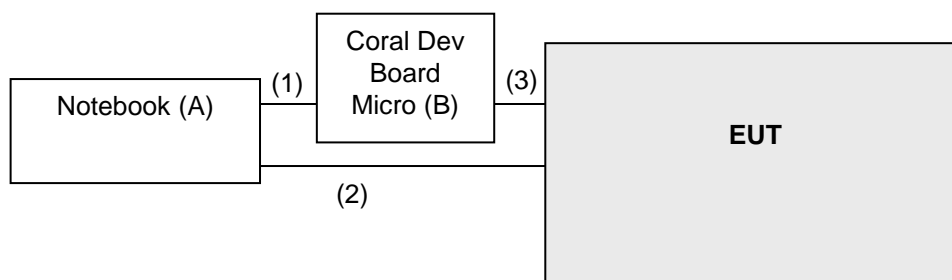 Coral Dev
Board
Micro (B)
(1)
(3)
Notebook (A)
EUT
(2)